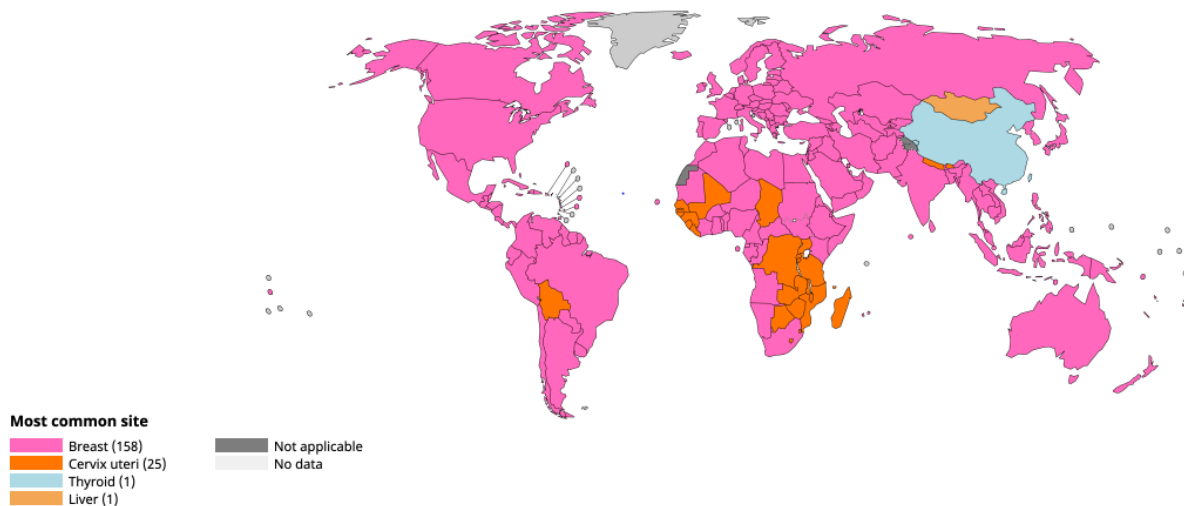 Most common site
Breast (158)
Cervix uteri (25)
Thyroid (1)
Liver (1)
Not applicable
No data